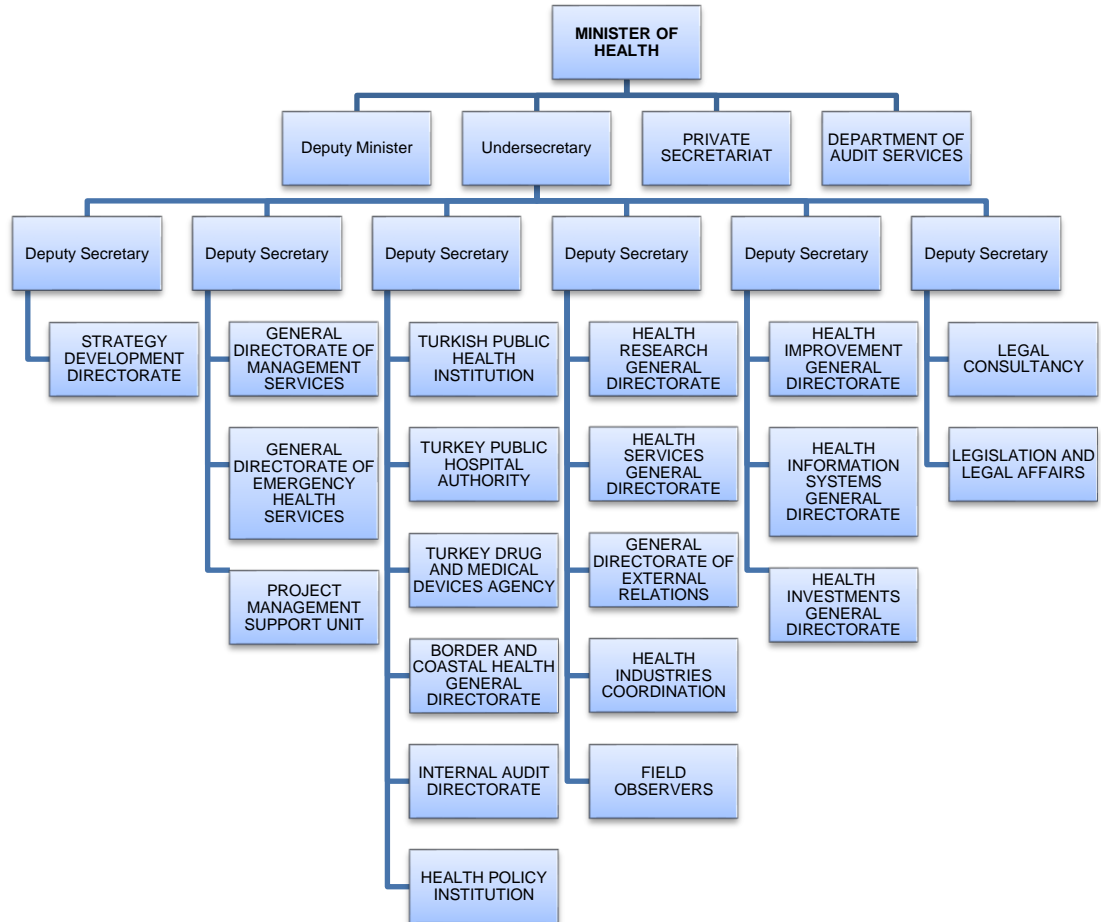 MINISTER OF
HEALTH
Deputy Minister
Undersecretary
PRIVATE
SECRETARIAT
DEPARTMENT OF
AUDIT SERVICES
Deputy Secretary
Deputy Secretary
Deputy Secretary
Deputy Secretary
Deputy Secretary
Deputy Secretary
STRATEGY
DEVELOPMENT
DIRECTORATE
GENERAL
DIRECTORATE OF
MANAGEMENT
SERVICES
GENERAL
DIRECTORATE OF
EMERGENCY
HEALTH
SERVICES
PROJECT
MANAGEMENT
SUPPORT UNIT
TURKISH PUBLIC
HEALTH
INSTITUTION
TURKEY PUBLIC
HOSPITAL
AUTHORITY
TURKEY DRUG
AND MEDICAL
DEVICES AGENCY
BORDER AND
COASTAL HEALTH
GENERAL
DIRECTORATE
INTERNAL AUDIT
DIRECTORATE
HEALTH POLICY
INSTITUTION
HEALTH
RESEARCH
GENERAL
DIRECTORATE
HEALTH
SERVICES
GENERAL
DIRECTORATE
GENERAL
DIRECTORATE OF
EXTERNAL
RELATIONS
HEALTH
INDUSTRIES
COORDINATION
FIELD
OBSERVERS
HEALTH
IMPROVEMENT
GENERAL
DIRECTORATE
HEALTH
INFORMATION
SYSTEMS
GENERAL
DIRECTORATE
HEALTH
INVESTMENTS
GENERAL
DIRECTORATE
LEGAL
CONSULTANCY
LEGISLATION AND
LEGAL AFFAIRS